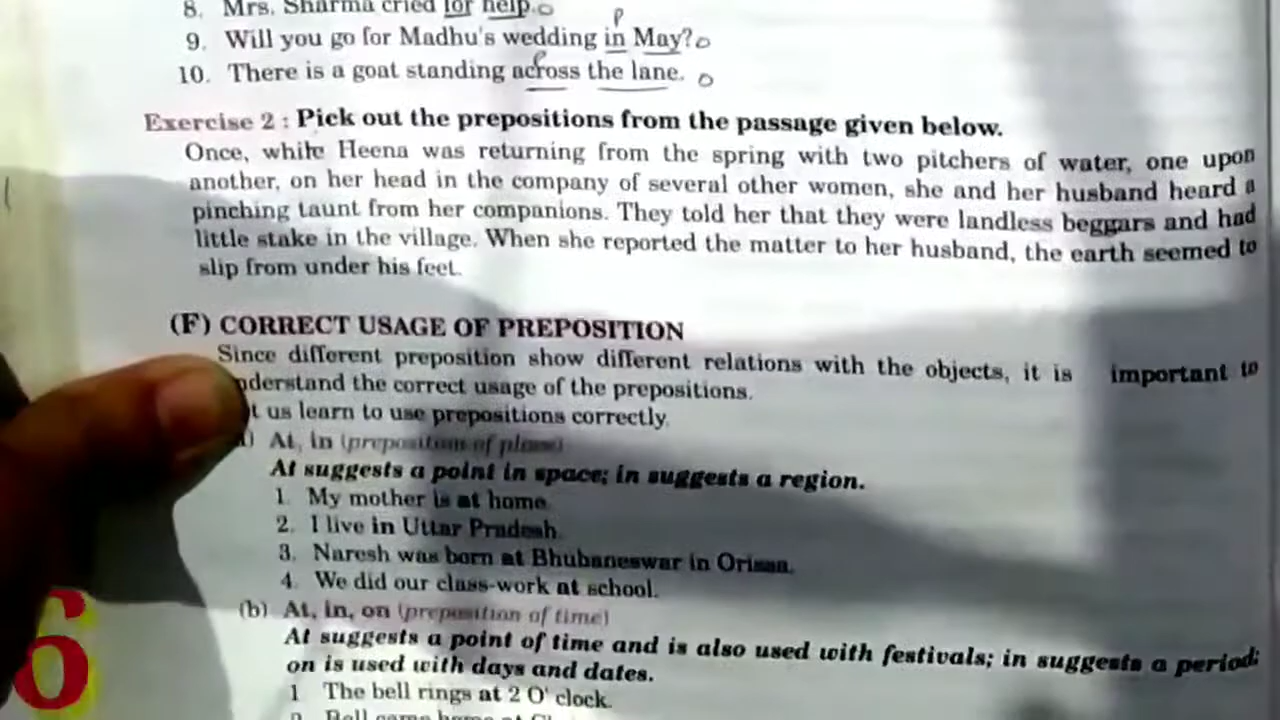 8. Mrs. Sharma cried for help.
P
9. Will you go for Madhu's wedding in May? o
10. There is a goat standing across the lane. o
Exercise 2 : Pick out the prepositions from the passage given below.
Once, while Heena was returning from the spring with two pitchers of water, one upon
another, on her head in the company of several other women, she and her husband heard a
pinching taunt from her companions. They told her that they were landless beggars and had
little stake in the village. When she reported the matter to her husband, the earth seemed to
slip from under his feet.
(F) CORRECT USAGE OF PREPOSITION
Since different preposition show different relations with the objects, it is important to
nderstand the correct usage of the prepositions.
t us learn to use prepositions correctly.
) At, in (preposition of place)
At suggests a point in space; in suggests a region.
1. My mother is at home.
2. I live in Uttar Pradesh.
3. Naresh was born at Bhubaneswar in Orissa.
4. We did our class-work at school.
(b) At, in, on (preposition of time)
At suggests a point of time and is also used with festivals; in suggests a period;
on is used with days and dates.
1 The bell rings at 2 O' clock.
6